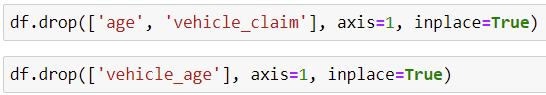 df.drop(['age', 'vehicle_claim'], axis=1, inplace=True)
df.drop(['vehicle_age'], axis=1, inplace=True)